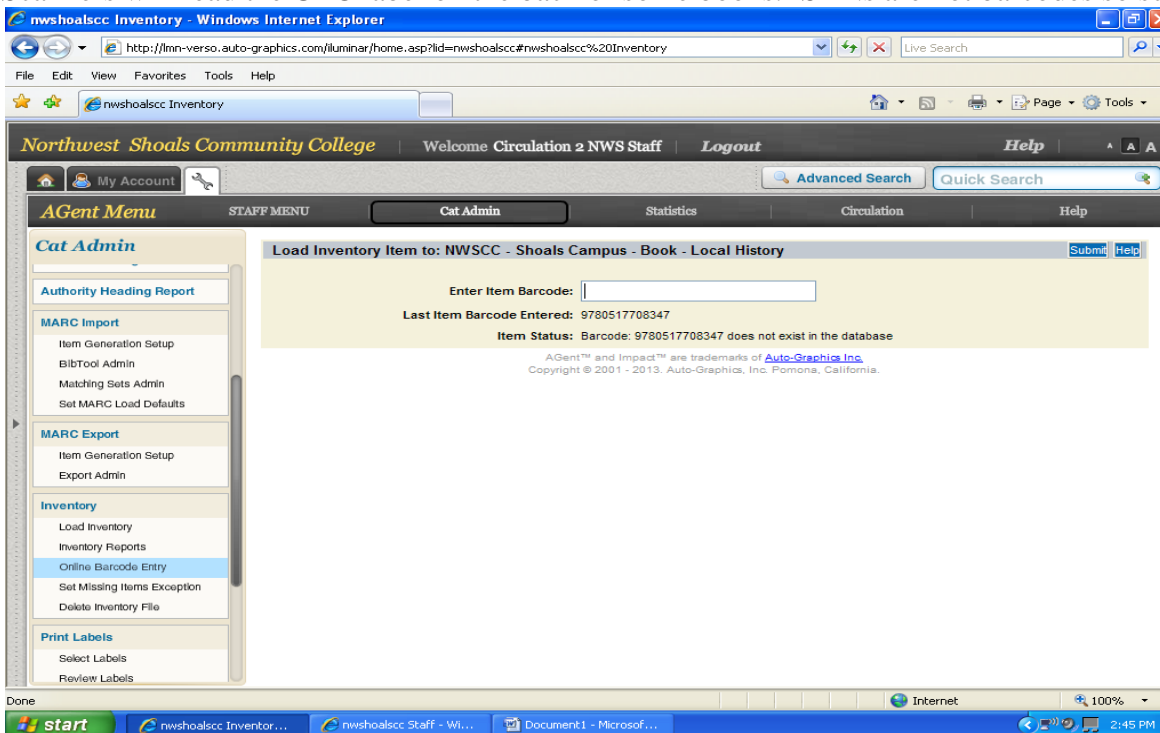 nwshoalscc Inventory - Windows Internet Explorer
http://lmn-verso.auto-graphics.com/iluminar/home.asp?lid=nwshoalscc#nwshoalscc%20Inventory
Live Search
File Edit View Favorites Tools Help
nwshoalscc Inventory
Page Tools
Northwest Shoals Community College | Welcome Circulation 2 NWS Staff | Logout Help | A A A
My Account
Advanced Search Quick Search
AGent Menu STAFF MENU Cat Admin Statistics Circulation Help
Cat Admin
Load Inventory Item to: NWSCC - Shoals Campus - Book - Local History Submit Help
Authority Heading Report
Enter Item Barcode:
Last Item Barcode Entered: 9780517708347
Item Status: Barcode: 9780517708347 does not exist in the database
AGent™ and Impact™ are trademarks of Auto-Graphics Inc.
Copyright © 2001 - 2013. Auto-Graphics, Inc. Pomona, California.
MARC Import
Item Generation Setup
BibTool Admin
Matching Sets Admin
Set MARC Load Defaults
MARC Export
Item Generation Setup
Export Admin
Inventory
Load Inventory
Inventory Reports
Online Barcode Entry
Set Missing Items Exception
Delete Inventory File
Print Labels
Select Labels
Review Labels
Done Internet 100%
start nwshoalscc Inventor... nwshoalscc Staff - Wi... Document1 - Microsof... 2:45 PM